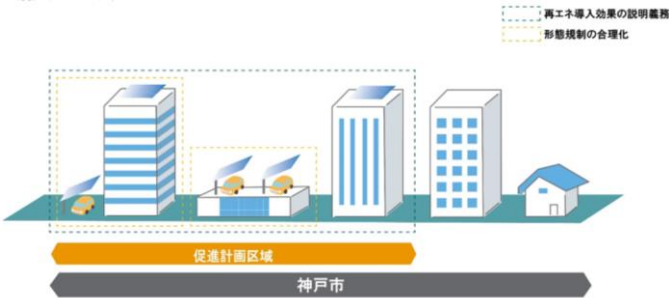 再エネ導入効果の説明義務
形態規制の合理化
促進計画区域
神戸市